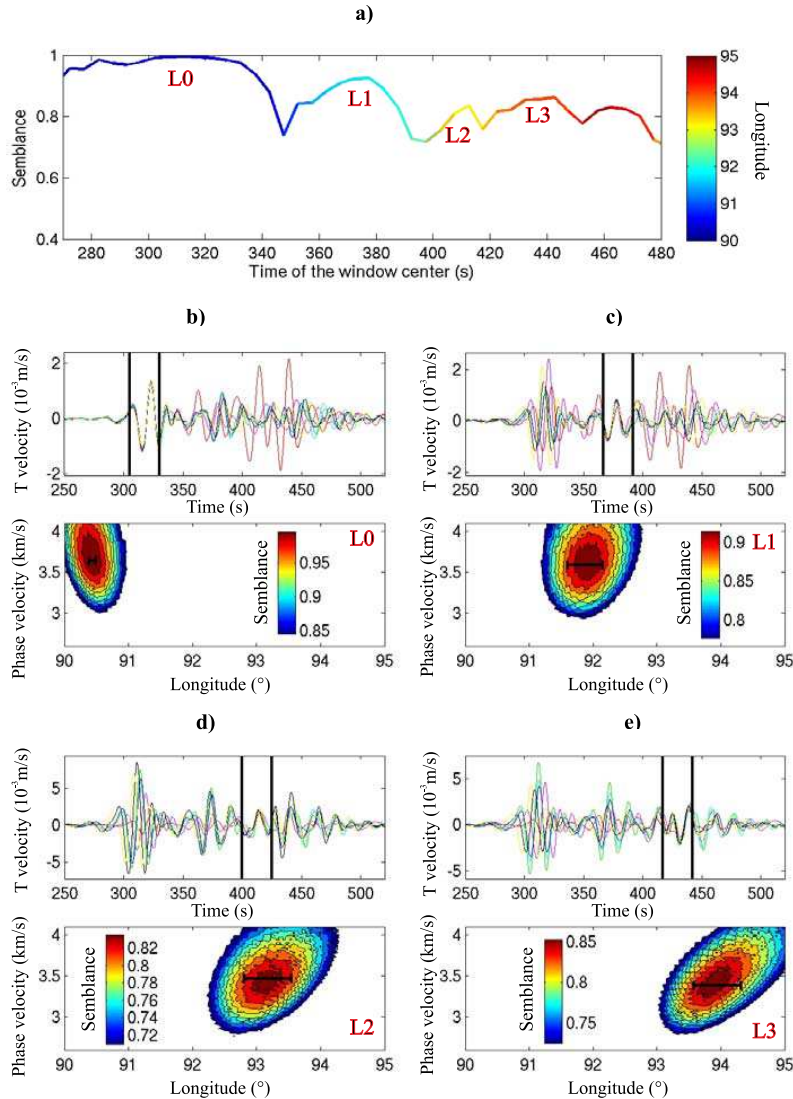 a)
1
0.8
0.6
0.4
Semblance
L0
L1
L2
L3
280 300 320 340 360 380 400 420 440 460 480
Time of the window center (s)
95
94
93
92
91
90
Longitude
b)
2
0
-2
T velocity (10⁻³m/s)
250 300 350 400 450 500
Time (s)
4
3.5
3
Phase velocity (km/s)
Semblance
0.95
0.9
0.85
L0
90 91 92 93 94 95
Longitude (°)
c)
2
0
-2
T velocity (10⁻³m/s)
250 300 350 400 450 500
Time (s)
4
3.5
3
Phase velocity (km/s)
Semblance
0.9
0.85
0.8
L1
90 91 92 93 94 95
Longitude (°)
d)
5
0
-5
T velocity (10⁻³m/s)
250 300 350 400 450 500
Time (s)
4
3.5
3
Phase velocity (km/s)
Semblance
0.82
0.8
0.78
0.76
0.74
0.72
L2
90 91 92 93 94 95
Longitude (°)
e)
5
0
-5
T velocity (10⁻³m/s)
250 300 350 400 450 500
Time (s)
4
3.5
3
Phase velocity (km/s)
Semblance
0.85
0.8
0.75
L3
90 91 92 93 94 95
Longitude (°)